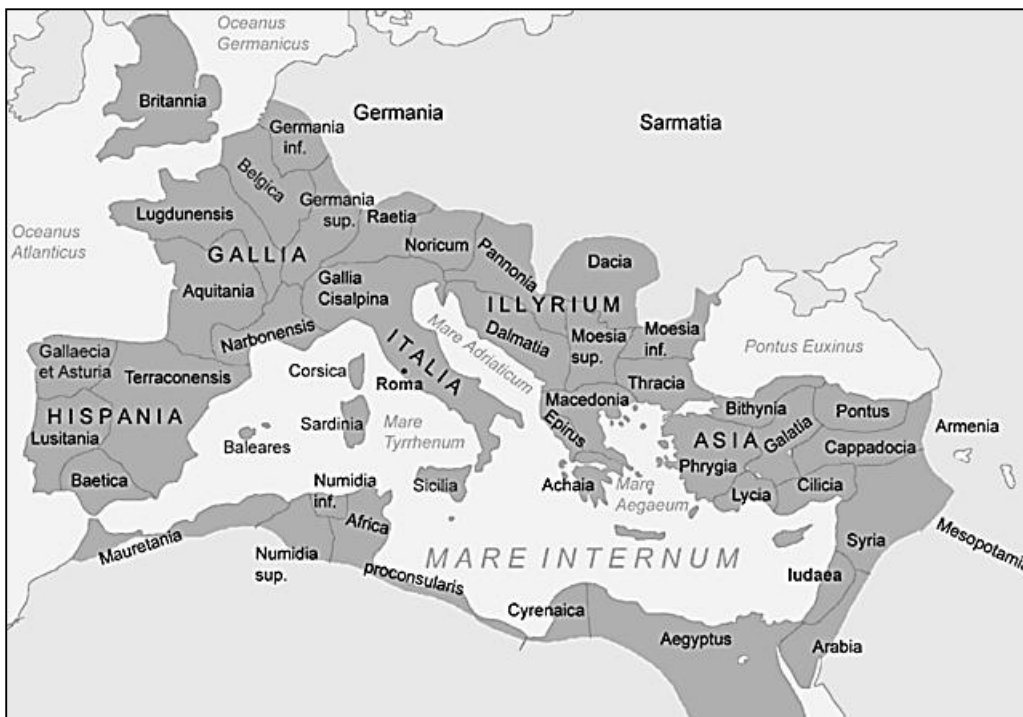 Oceanus
Germanicus
Britannia
Germania
Sarmatia
Germania
inf.
Belgica
Lugdunensis
Germania
sup.
Raetia
Oceanus
Atlanticus
GALLIA
Noricum
Pannonia
Dacia
Aquitania
Gallia
Cisalpina
ILLYRIUM
Narbonensis
Dalmatia
Moesia
sup.
Moesia
inf.
Pontus Euxinus
Gallaecia
et Asturia
Terraconensis
Corsica
ITALIA
Roma
Mare Adriaticum
Thracia
HISPANIA
Lusitania
Sardinia
Mare
Tyrrhenum
Macedonia
Epirus
Bithynia
Pontus
Armenia
Baleares
ASIA
Galatia
Cappadocia
Phrygia
Baetica
Numidia
inf.
Sicilia
Achaia
Mare
Aegaeum
Lycia
Cilicia
Africa
proconsularis
Mauretania
Numidia
sup.
MARE INTERNUM
Syria
Mesopotamia
Iudaea
Cyrenaica
Aegyptus
Arabia